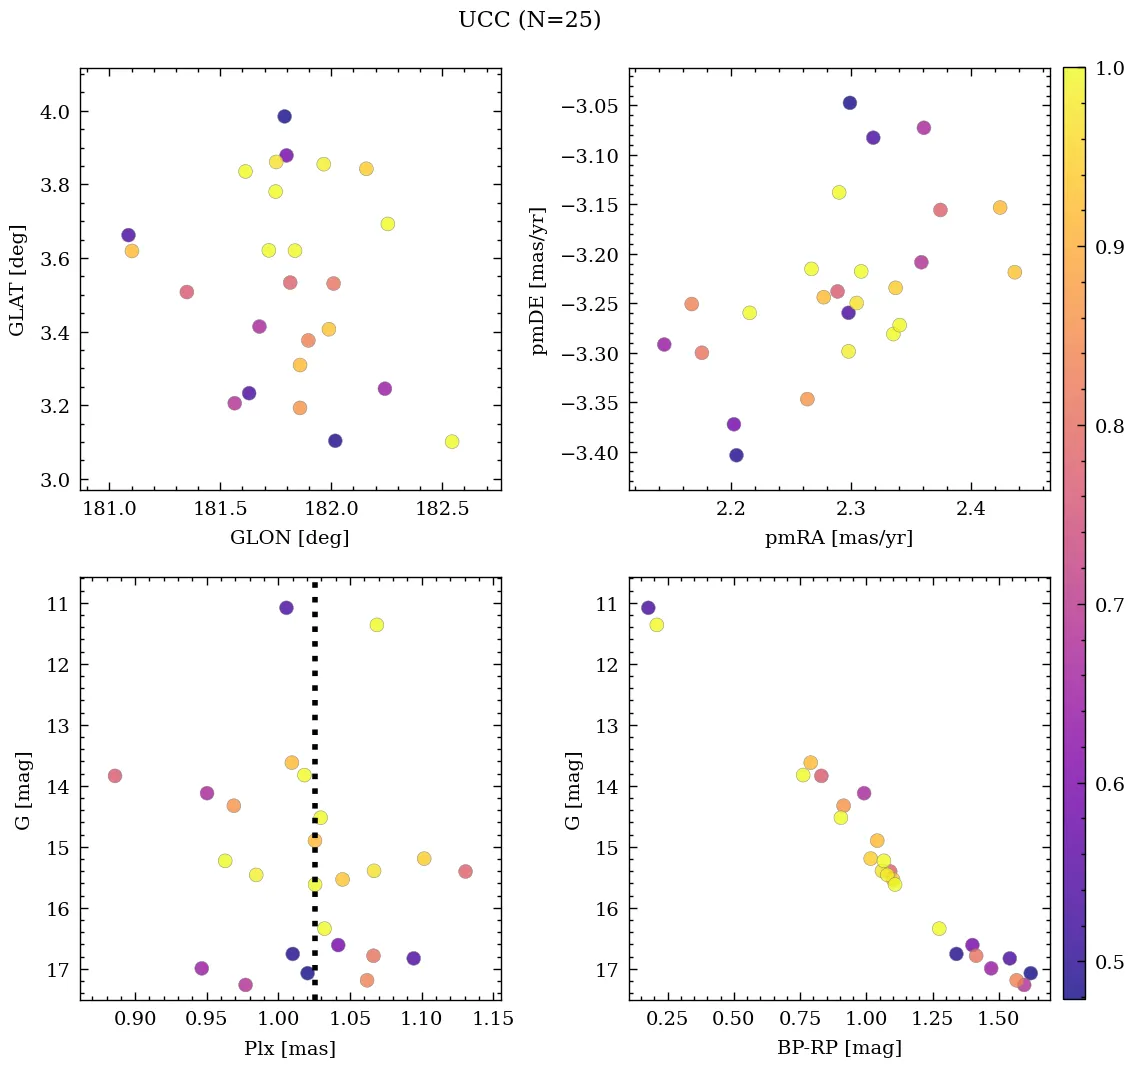 UCC (N=25)
4.0
3.8
3.6
3.4
3.2
3.0
GLAT [deg]
181.0 181.5 182.0 182.5
GLON [deg]
−3.05
−3.10
−3.15
−3.20
−3.25
−3.30
−3.35
−3.40
pmDE [mas/yr]
2.2 2.3 2.4
pmRA [mas/yr]
1.0
0.9
0.8
0.7
0.6
0.5
11
12
13
14
15
16
17
G [mag]
0.90 0.95 1.00 1.05 1.10 1.15
Plx [mas]
11
12
13
14
15
16
17
G [mag]
0.25 0.50 0.75 1.00 1.25 1.50
BP-RP [mag]